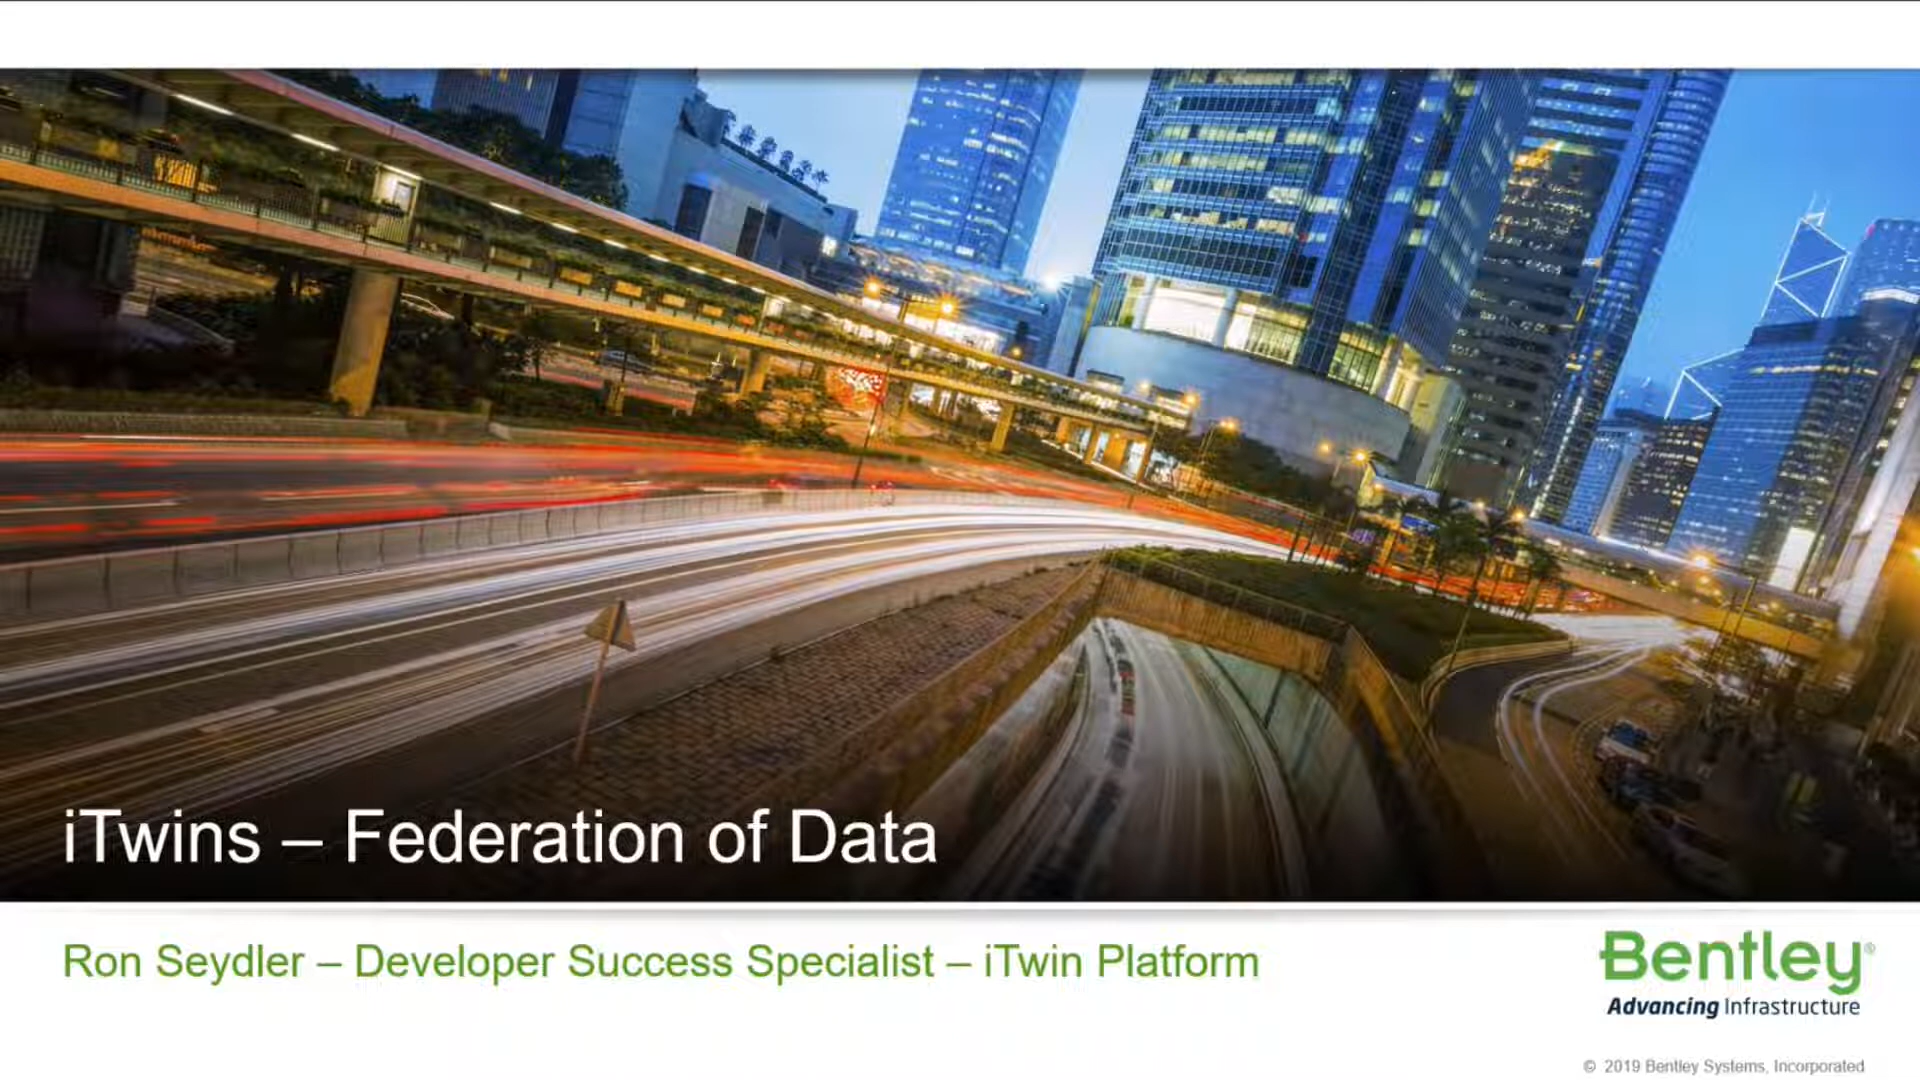 iTwins – Federation of Data
Ron Seydler – Developer Success Specialist – iTwin Platform
Bentley®
Advancing Infrastructure
© 2019 Bentley Systems, Incorporated